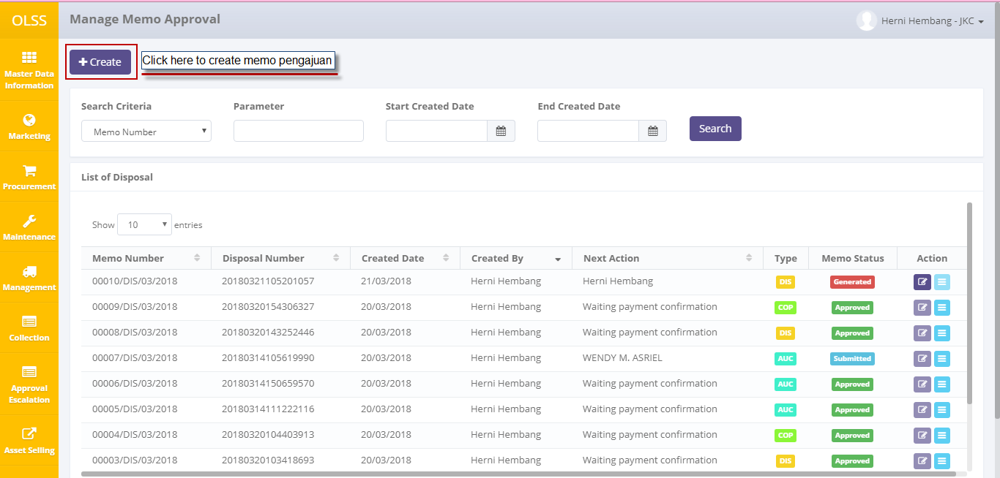 OLSS
Manage Memo Approval
Herni Hembang - JKC
Create
Click here to create memo pengajuan
Master Data
Information
Marketing
Procurement
Maintenance
Management
Collection
Approval
Escalation
Asset Selling
Search Criteria Parameter Start Created Date End Created Date
Memo Number Search
List of Disposal
Show 10 entries
Memo Number Disposal Number Created Date Created By Next Action Type Memo Status Action
00010/DIS/03/2018 20180321105201057 21/03/2018 Herni Hembang Herni Hembang DIS Generated
00009/DIS/03/2018 20180320154306327 20/03/2018 Herni Hembang Waiting payment confirmation COP Approved
00008/DIS/03/2018 20180320143252446 20/03/2018 Herni Hembang Waiting payment confirmation DIS Approved
00007/DIS/03/2018 20180314105619990 20/03/2018 Herni Hembang WENDY M. ASRIEL AUC Submitted
00006/DIS/03/2018 20180314150659570 20/03/2018 Herni Hembang Waiting payment confirmation AUC Approved
00005/DIS/03/2018 20180314111222116 20/03/2018 Herni Hembang Waiting payment confirmation AUC Approved
00004/DIS/03/2018 20180320104403913 20/03/2018 Herni Hembang Waiting payment confirmation COP Approved
00003/DIS/03/2018 20180320103418693 20/03/2018 Herni Hembang Waiting payment confirmation DIS Approved